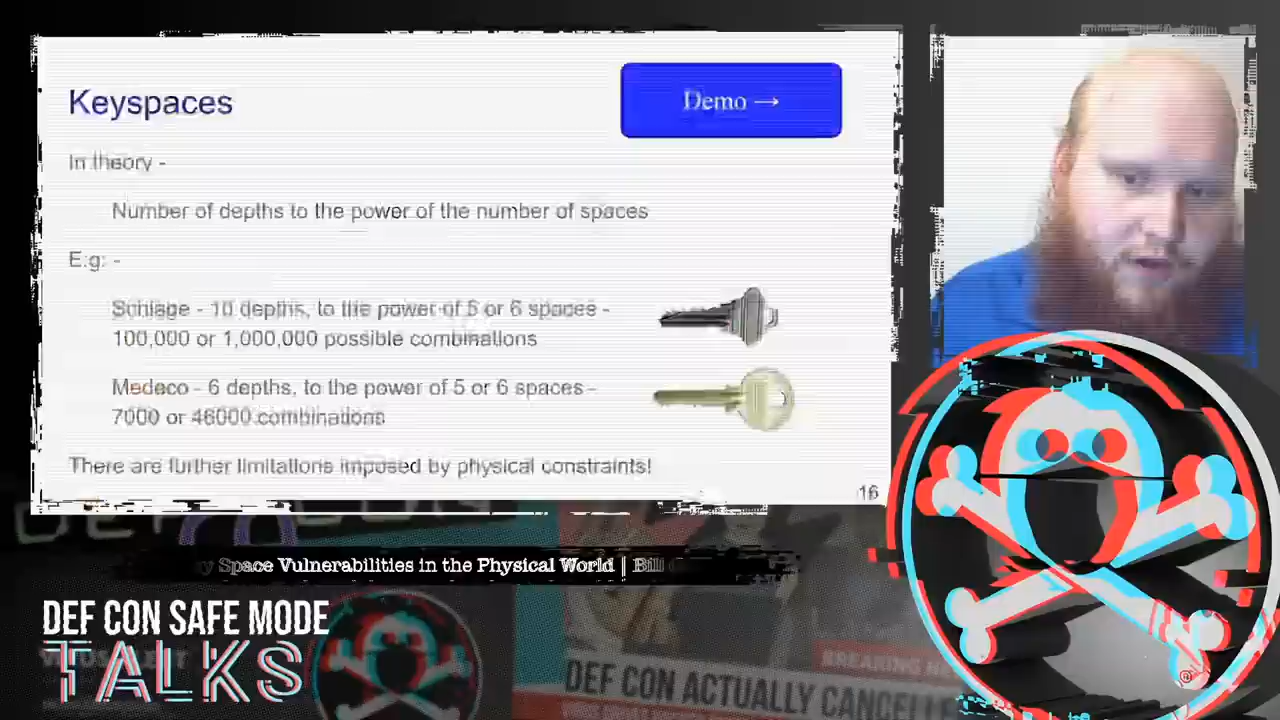 Keyspaces
Demo →
In theory -
Number of depths to the power of the number of spaces
E.g: -
Schlage - 10 depths, to the power of 5 or 6 spaces -
100,000 or 1,000,000 possible combinations
Medeco - 6 depths, to the power of 5 or 6 spaces -
7000 or 46000 combinations
There are further limitations imposed by physical constraints!
16
Space Vulnerabilities in the Physical World | Bill
DEF CON SAFE MODE
TALKS
BREAKING
DEF CON ACTUALLY
DEF CON